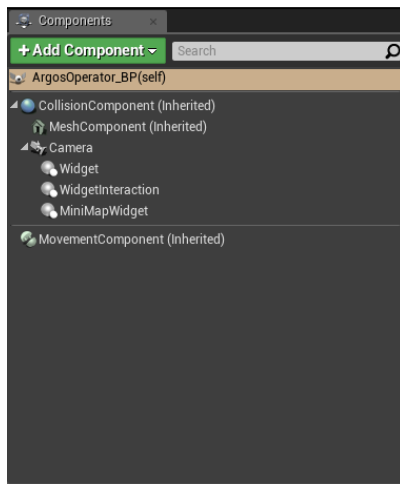 Components
+Add Component
Search
ArgosOperator_BP(self)
CollisionComponent (Inherited)
MeshComponent (Inherited)
Camera
Widget
WidgetInteraction
MiniMapWidget
MovementComponent (Inherited)